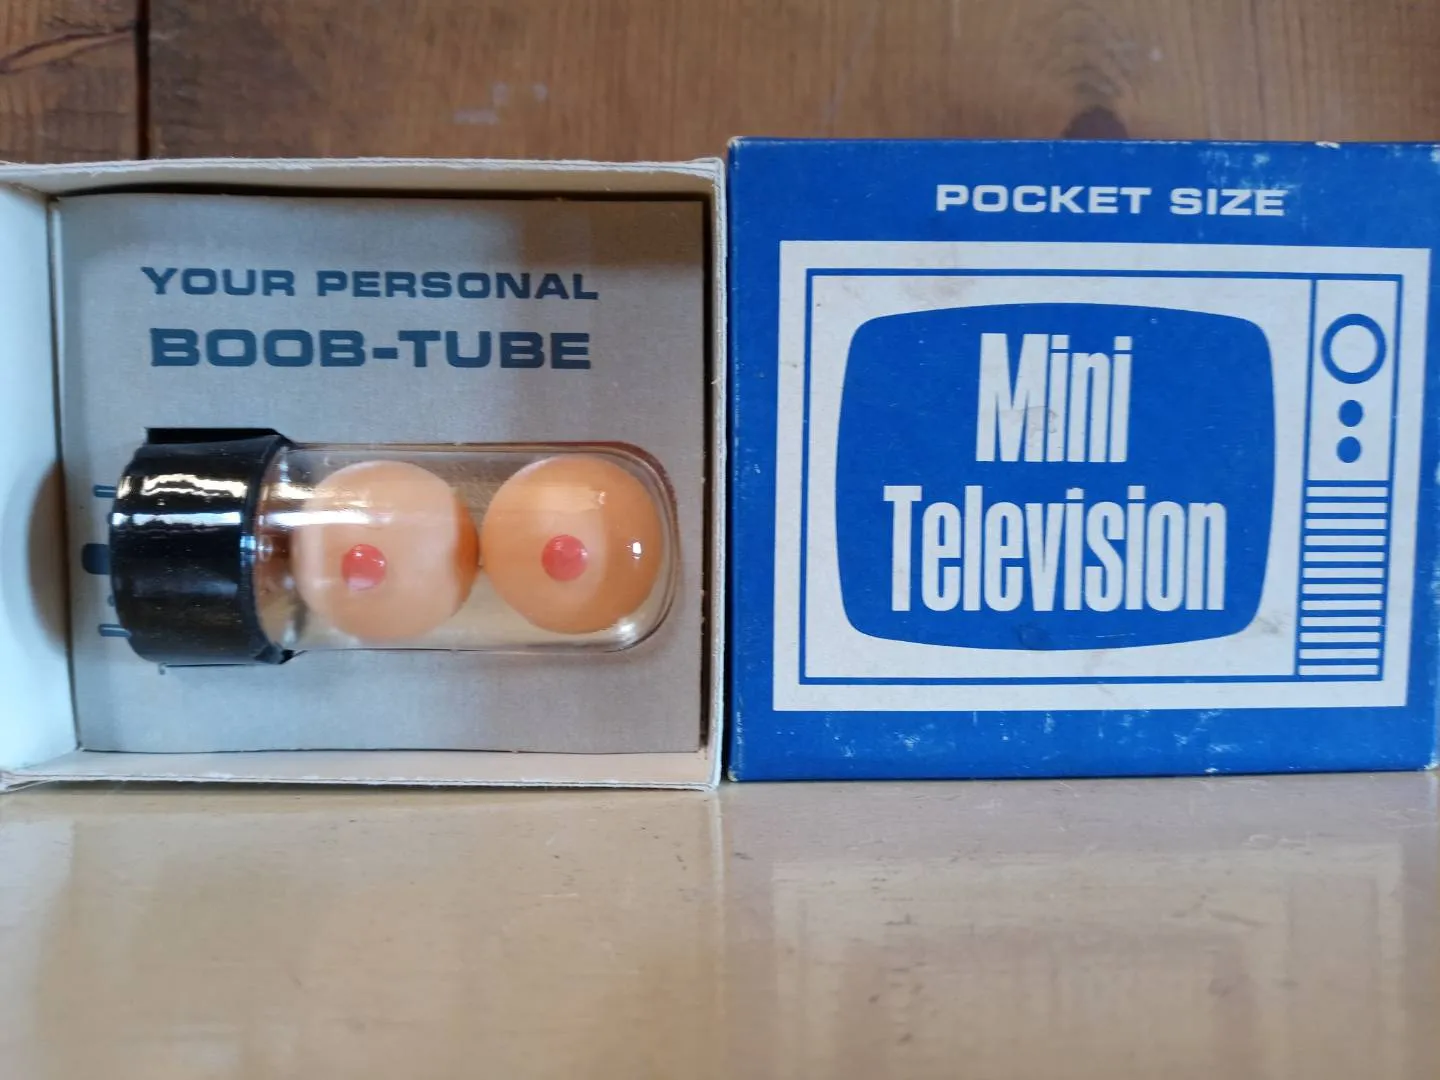 YOUR PERSONAL
BOOB-TUBE
POCKET SIZE
Mini
Television